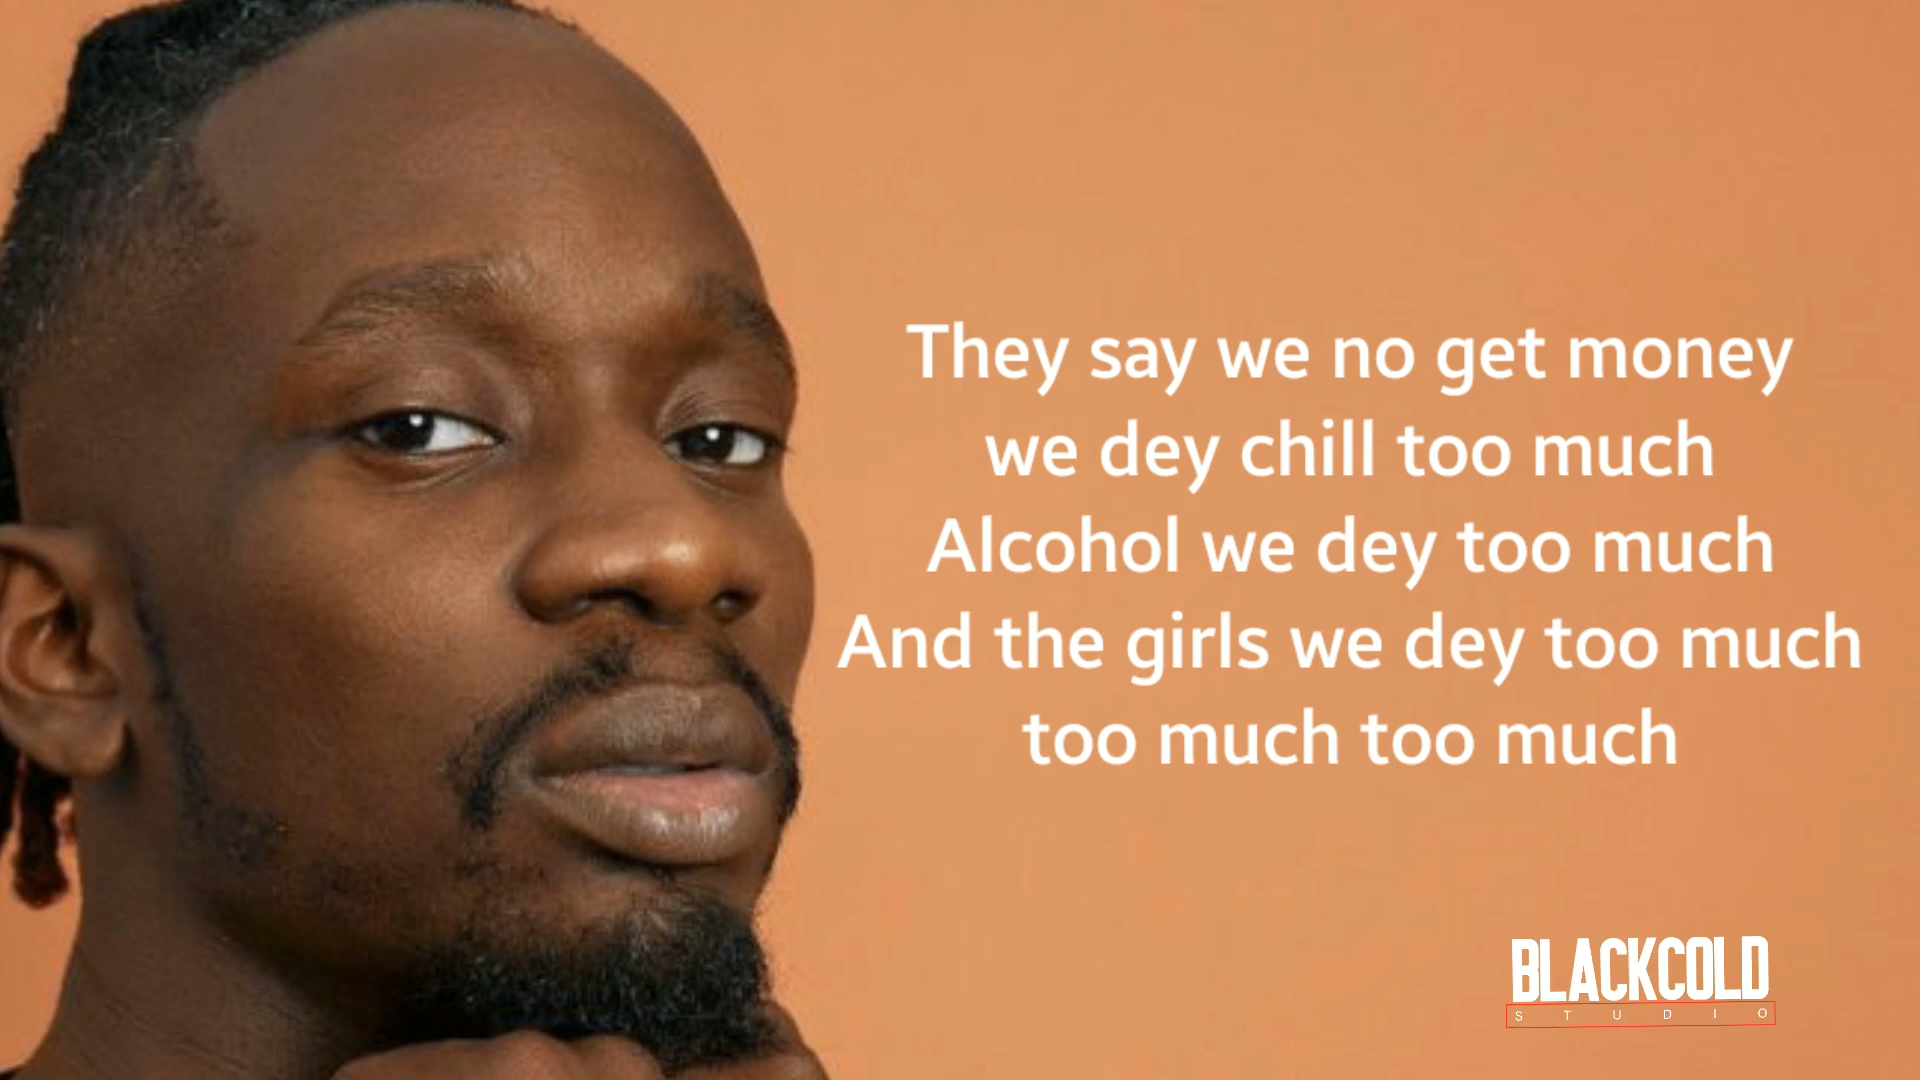 They say we no get money
we dey chill too much
Alcohol we dey too much
And the girls we dey too much
too much too much
BLACKCOLD
STUDIO